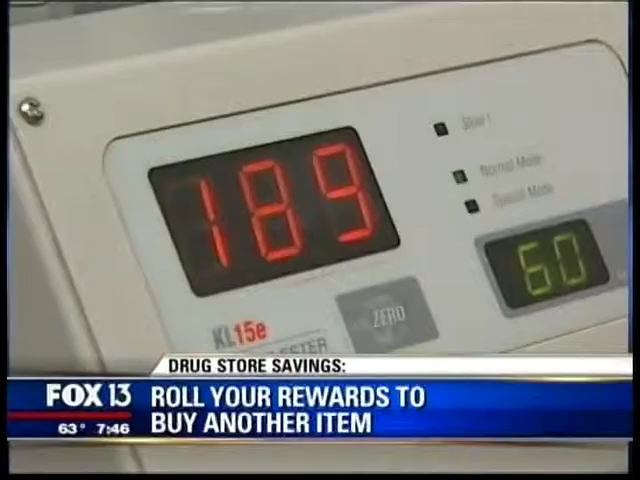 189
Slow !
Normal Mode
Special Mode
60
ZERO
KL15e
DRUG STORE SAVINGS:
FOX 13
ROLL YOUR REWARDS TO
BUY ANOTHER ITEM
63° 7:46